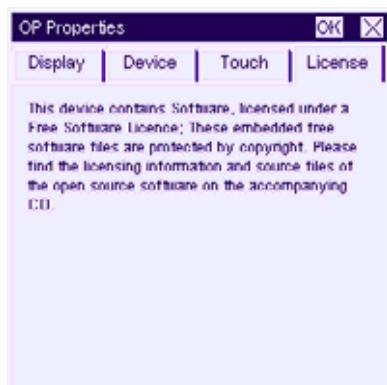 OP Properties OK X
Display Device Touch License
This device contains Software, licensed under a
Free Software Licence; These embedded free
software files are protected by copyright. Please
find the licensing information and source files of
the open source software on the accompanying
CD.